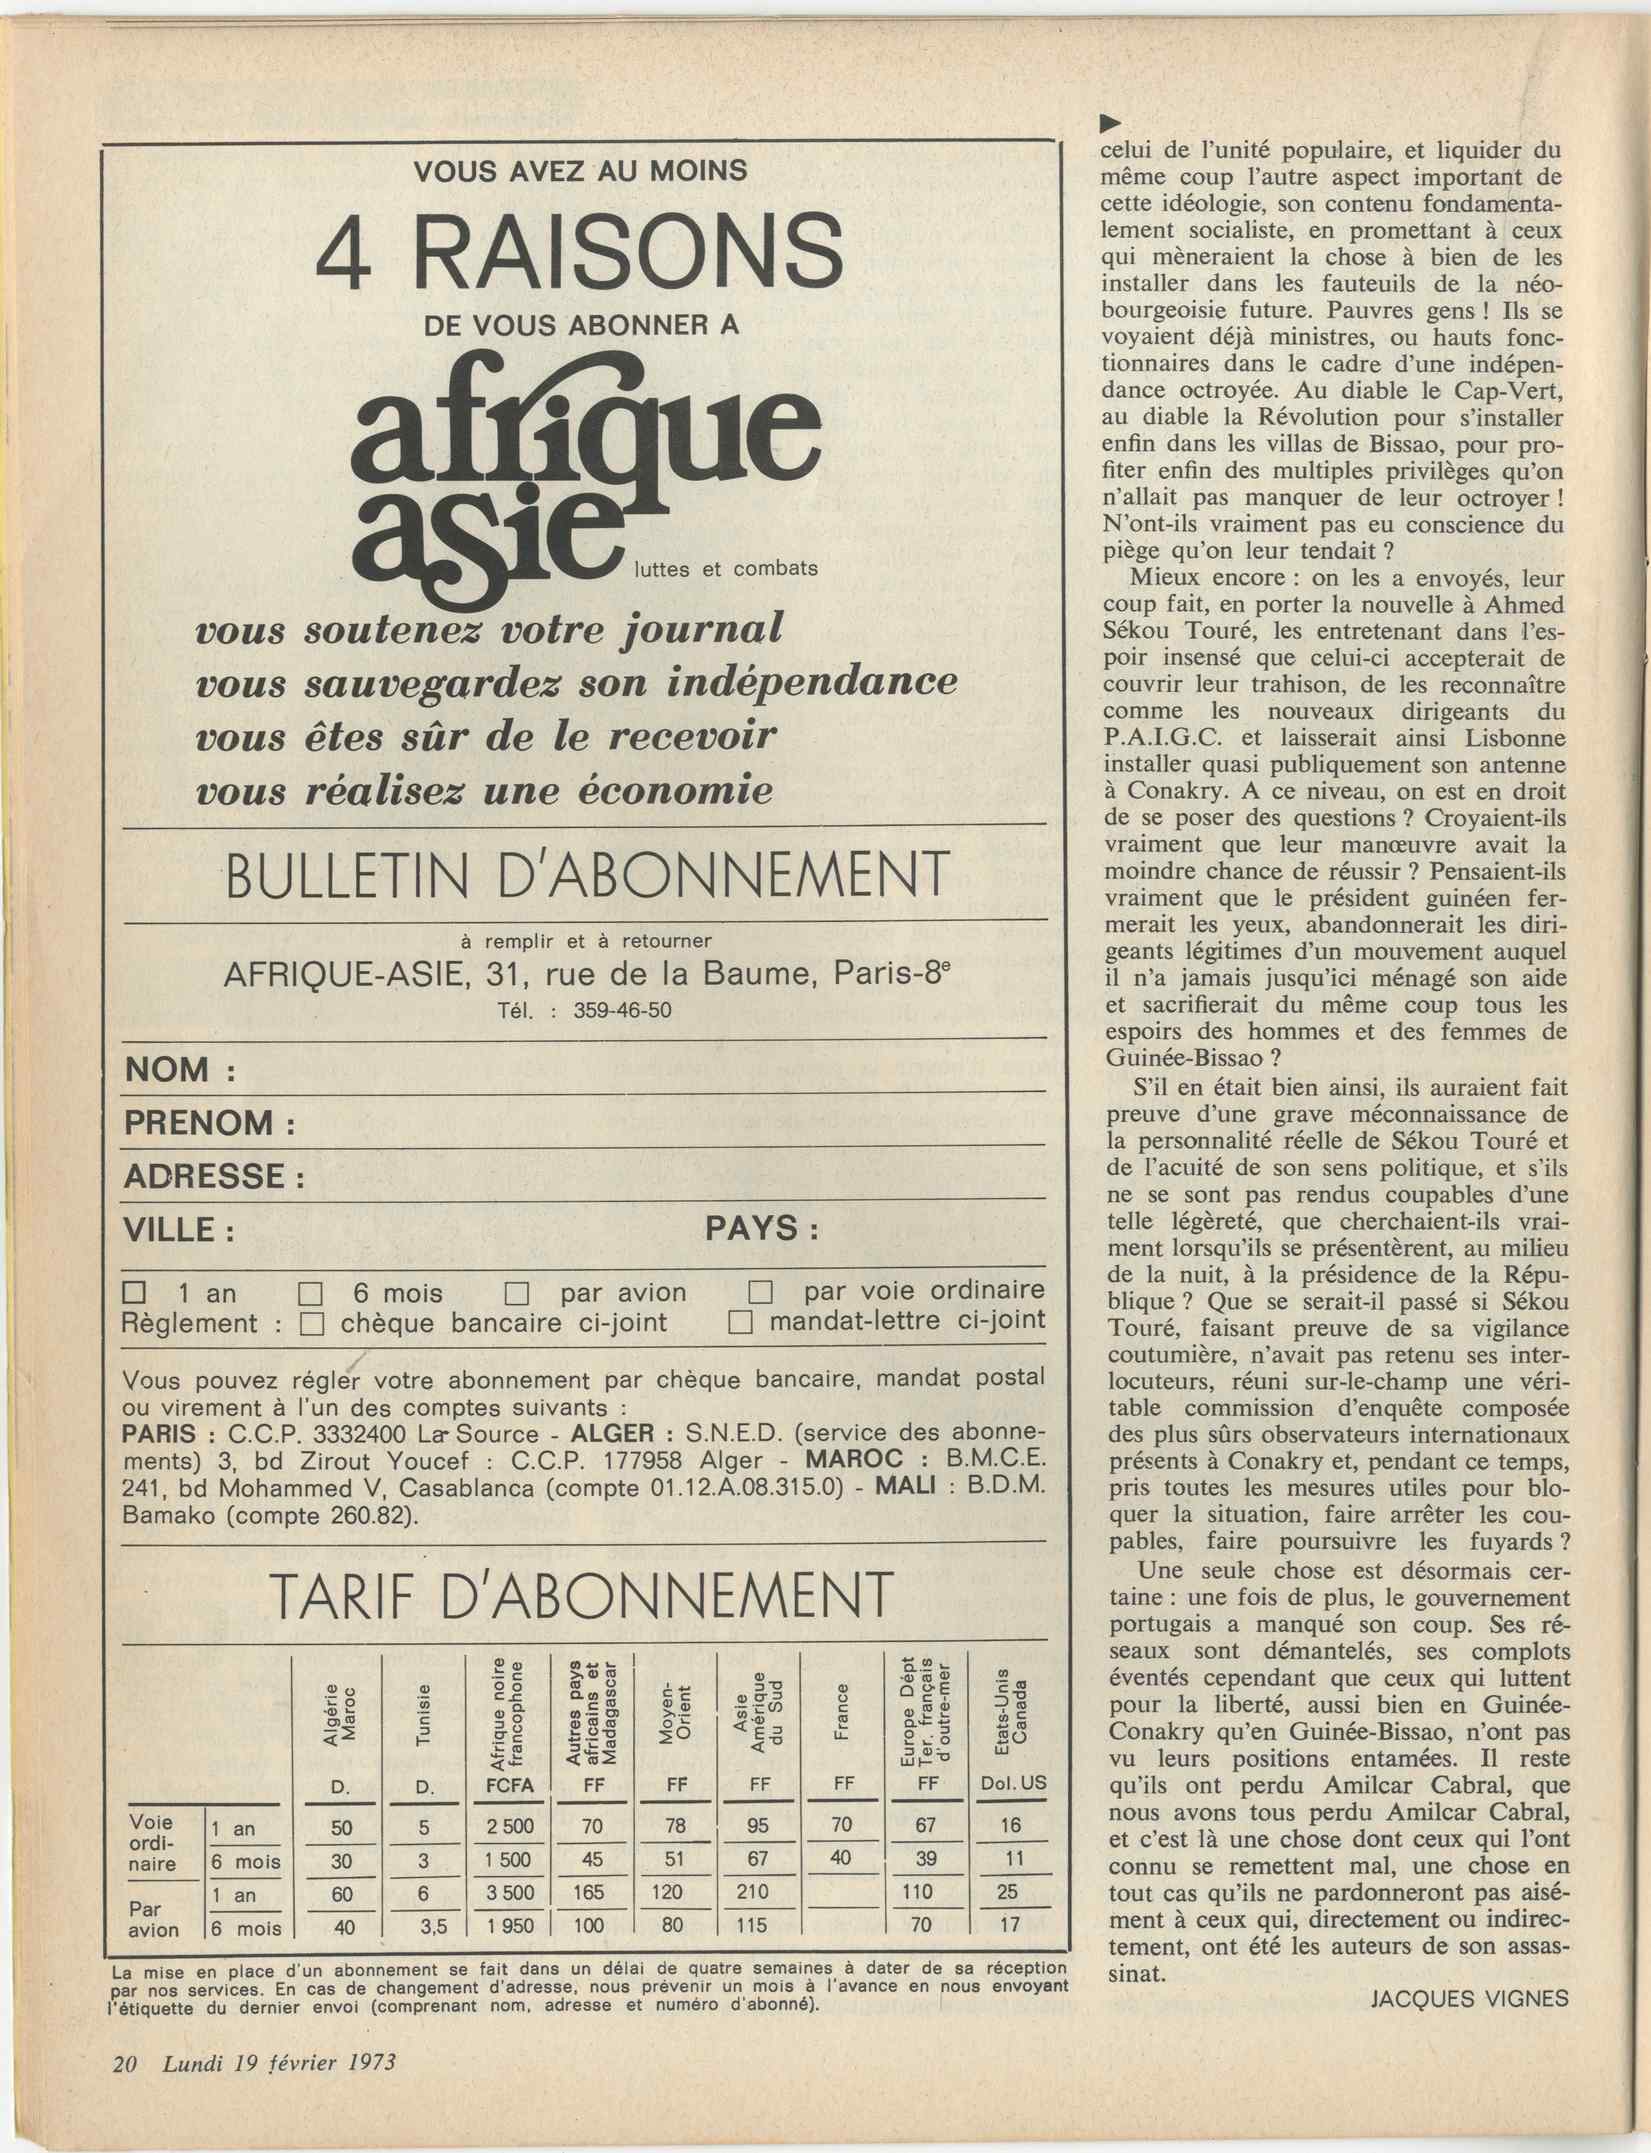 VOUS AVEZ AU MOINS
4 RAISONS
DE VOUS ABONNER A
afrique
asie
luttes et combats
vous soutenez votre journal
vous sauvegardez son indépendance
vous êtes sûr de le recevoir
vous réalisez une économie
BULLETIN D'ABONNEMENT
à remplir et à retourner
AFRIQUE-ASIE, 31, rue de la Baume, Paris-8e
Tél. : 359-46-50
NOM :
PRENOM :
ADRESSE :
VILLE : PAYS :
□ 1 an □ 6 mois □ par avion □ par voie ordinaire
Règlement : □ chèque bancaire ci-joint □ mandat-lettre ci-joint
Vous pouvez régler votre abonnement par chèque bancaire, mandat postal
ou virement à l'un des comptes suivants :
PARIS : C.C.P. 3332400 La Source - ALGER : S.N.E.D. (service des abonne-
ments) 3, bd Zirout Youcef : C.C.P. 177958 Alger - MAROC : B.M.C.E.
241, bd Mohammed V, Casablanca (compte 01.12.A.08.315.0) - MALI : B.D.M.
Bamako (compte 260.82).
TARIF D'ABONNEMENT
Algérie Maroc Tunisie Afrique noire francophone Autres pays africains et Madagascar Moyen-Orient Asie Amérique du Sud France Europe Dépt Ter. français d'outre-mer Etats-Unis Canada
D. D. FCFA FF FF FF FF FF Dol. US
Voie ordi-naire 1 an 50 5 2 500 70 78 95 70 67 16
6 mois 30 3 1 500 45 51 67 40 39 11
Par avion 1 an 60 6 3 500 165 120 210 110 25
6 mois 40 3,5 1 950 100 80 115 70 17
La mise en place d'un abonnement se fait dans un délai de quatre semaines à dater de sa réception
par nos services. En cas de changement d'adresse, nous prévenir un mois à l'avance en nous envoyant
l'étiquette du dernier envoi (comprenant nom, adresse et numéro d'abonné).
20 Lundi 19 février 1973
celui de l'unité populaire, et liquider du
même coup l'autre aspect important de
cette idéologie, son contenu fondamenta-
lement socialiste, en promettant à ceux
qui mèneraient la chose à bien de les
installer dans les fauteuils de la néo-
bourgeoisie future. Pauvres gens ! Ils se
voyaient déjà ministres, ou hauts fonc-
tionnaires dans le cadre d'une indépen-
dance octroyée. Au diable le Cap-Vert,
au diable la Révolution pour s'installer
enfin dans les villas de Bissao, pour pro-
fiter enfin des multiples privilèges qu'on
n'allait pas manquer de leur octroyer !
N'ont-ils vraiment pas eu conscience du
piège qu'on leur tendait ?
Mieux encore : on les a envoyés, leur
coup fait, en porter la nouvelle à Ahmed
Sékou Touré, les entretenant dans l'es-
poir insensé que celui-ci accepterait de
couvrir leur trahison, de les reconnaître
comme les nouveaux dirigeants du
P.A.I.G.C. et laisserait ainsi Lisbonne
installer quasi publiquement son antenne
à Conakry. A ce niveau, on est en droit
de se poser des questions ? Croyaient-ils
vraiment que leur manœuvre avait la
moindre chance de réussir ? Pensaient-ils
vraiment que le président guinéen fer-
merait les yeux, abandonnerait les diri-
geants légitimes d'un mouvement auquel
il n'a jamais jusqu'ici ménagé son aide
et sacrifierait du même coup tous les
espoirs des hommes et des femmes de
Guinée-Bissao ?
S'il en était bien ainsi, ils auraient fait
preuve d'une grave méconnaissance de
la personnalité réelle de Sékou Touré et
de l'acuité de son sens politique, et s'ils
ne se sont pas rendus coupables d'une
telle légèreté, que cherchaient-ils vrai-
ment lorsqu'ils se présentèrent, au milieu
de la nuit, à la présidence de la Répu-
blique ? Que se serait-il passé si Sékou
Touré, faisant preuve de sa vigilance
coutumière, n'avait pas retenu ses inter-
locuteurs, réuni sur-le-champ une véri-
table commission d'enquête composée
des plus sûrs observateurs internationaux
présents à Conakry et, pendant ce temps,
pris toutes les mesures utiles pour blo-
quer la situation, faire arrêter les cou-
pables, faire poursuivre les fuyards ?
Une seule chose est désormais cer-
taine : une fois de plus, le gouvernement
portugais a manqué son coup. Ses ré-
seaux sont démantelés, ses complots
éventés cependant que ceux qui luttent
pour la liberté, aussi bien en Guinée-
Conakry qu'en Guinée-Bissao, n'ont pas
vu leurs positions entamées. Il reste
qu'ils ont perdu Amilcar Cabral, que
nous avons tous perdu Amilcar Cabral,
et c'est là une chose dont ceux qui l'ont
connu se remettent mal, une chose en
tout cas qu'ils ne pardonneront pas aisé-
ment à ceux qui, directement ou indirec-
tement, ont été les auteurs de son assas-
sinat.
JACQUES VIGNES